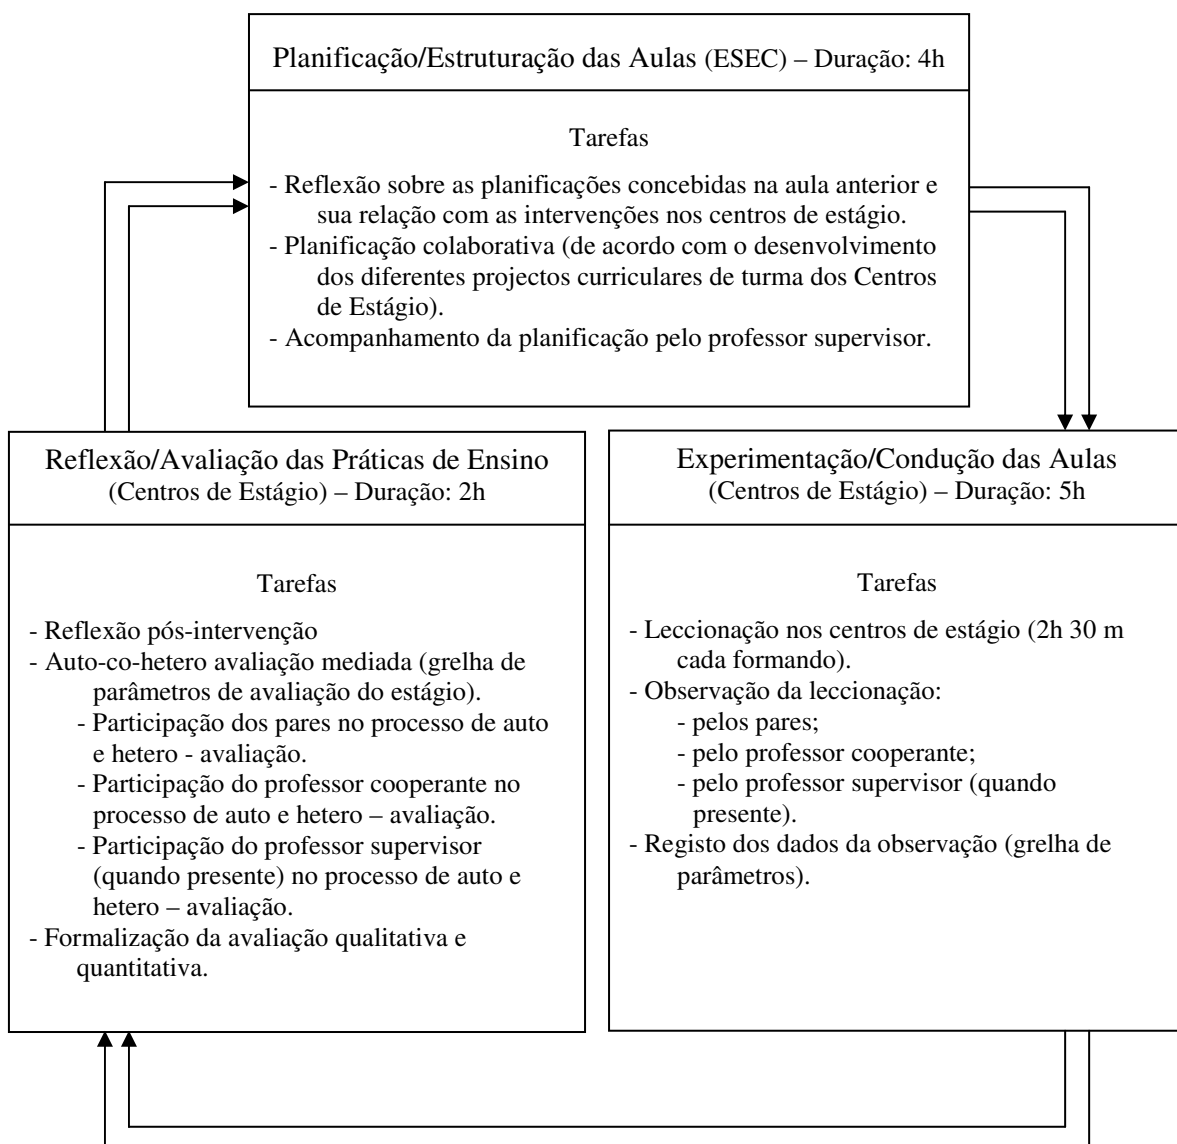 Planificação/Estruturação das Aulas (ESEC) – Duração: 4h
Tarefas
- Reflexão sobre as planificações concebidas na aula anterior e
sua relação com as intervenções nos centros de estágio.
- Planificação colaborativa (de acordo com o desenvolvimento
dos diferentes projectos curriculares de turma dos Centros
de Estágio).
- Acompanhamento da planificação pelo professor supervisor.
Reflexão/Avaliação das Práticas de Ensino
(Centros de Estágio) – Duração: 2h
Tarefas
- Reflexão pós-intervenção
- Auto-co-hetero avaliação mediada (grelha de
parâmetros de avaliação do estágio).
- Participação dos pares no processo de auto
e hetero - avaliação.
- Participação do professor cooperante no
processo de auto e hetero – avaliação.
- Participação do professor supervisor
(quando presente) no processo de auto e
hetero – avaliação.
- Formalização da avaliação qualitativa e
quantitativa.
Experimentação/Condução das Aulas
(Centros de Estágio) – Duração: 5h
Tarefas
- Leccionação nos centros de estágio (2h 30 m
cada formando).
- Observação da leccionação:
- pelos pares;
- pelo professor cooperante;
- pelo professor supervisor (quando
presente).
- Registo dos dados da observação (grelha de
parâmetros).